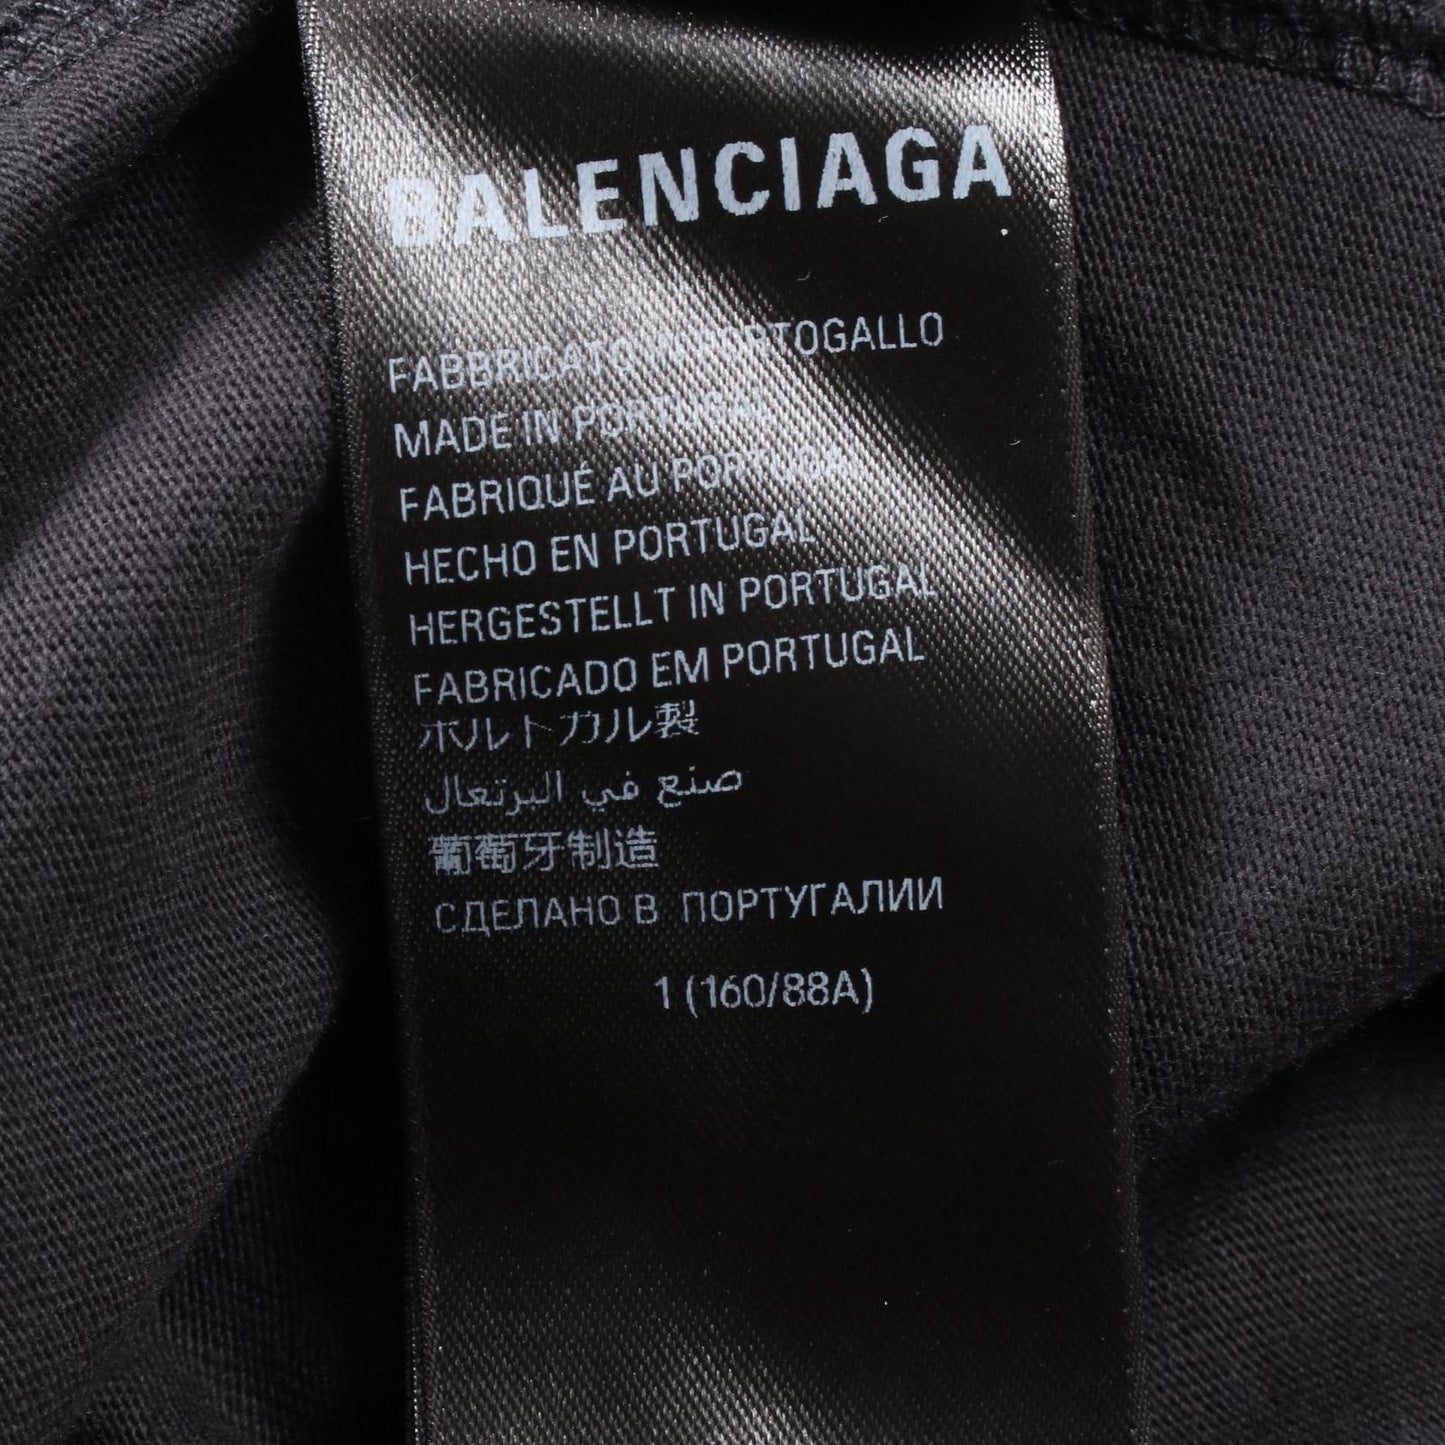 BALENCIAGA
FABBRICATO IN PORTOGALLO
MADE IN PORTUGAL
FABRIQUÉ AU PORTUGAL
HECHO EN PORTUGAL
HERGESTELLT IN PORTUGAL
FABRICADO EM PORTUGAL
ポルトガル製
صنع في البرتغال
葡萄牙制造
СДЕЛАНО В ПОРТУГАЛИИ
1 (160/88A)